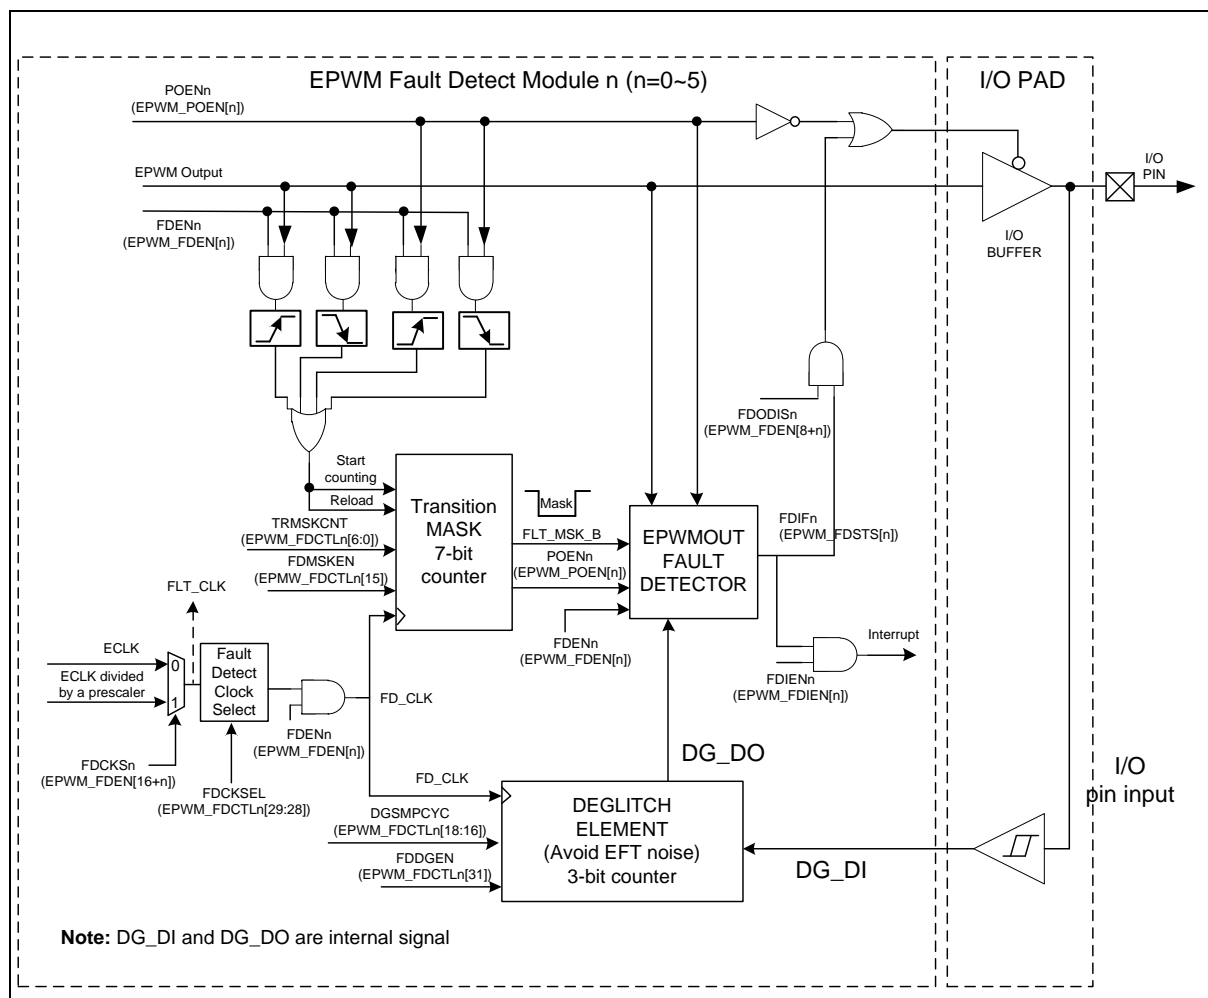 EPWM Fault Detect Module n (n=0~5)
I/O PAD
POENn
(EPWM_POEN[n])
EPWM Output
FDENn
(EPWM_FDEN[n])
I/O
PIN
I/O
BUFFER
FDODISn
(EPWM_FDEN[8+n])
Start
counting
Reload
TRMSKCNT
(EPWM_FDCTLn[6:0])
FDMSKEN
(EPMW_FDCTLn[15])
Transition
MASK
7-bit
counter
Mask
FLT_MSK_B
POENn
(EPWM_POEN[n])
FDENn
(EPWM_FDEN[n])
EPWMOUT
FAULT
DETECTOR
FDIFn
(EPWM_FDSTS[n])
Interrupt
FDIENn
(EPWM_FDIEN[n])
FLT_CLK
ECLK
ECLK divided
by a prescaler
0
1
Fault
Detect
Clock
Select
FDCKSn
(EPWM_FDEN[16+n])
FDCKSEL
(EPWM_FDCTLn[29:28])
FDENn
(EPWM_FDEN[n])
FD_CLK
FD_CLK
DG_DO
I/O
pin input
DGSMPCYC
(EPWM_FDCTLn[18:16])
FDDGEN
(EPWM_FDCTLn[31])
DEGLITCH
ELEMENT
(Avoid EFT noise)
3-bit counter
DG_DI
Note: DG_DI and DG_DO are internal signal